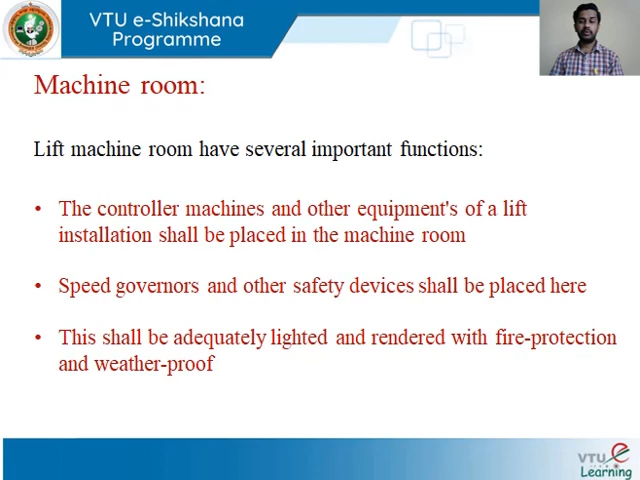 VTU e-Shikshana
Programme
Machine room:
Lift machine room have several important functions:
• The controller machines and other equipment's of a lift
installation shall be placed in the machine room
• Speed governors and other safety devices shall be placed here
• This shall be adequately lighted and rendered with fire-protection
and weather-proof
VTU e
Learning